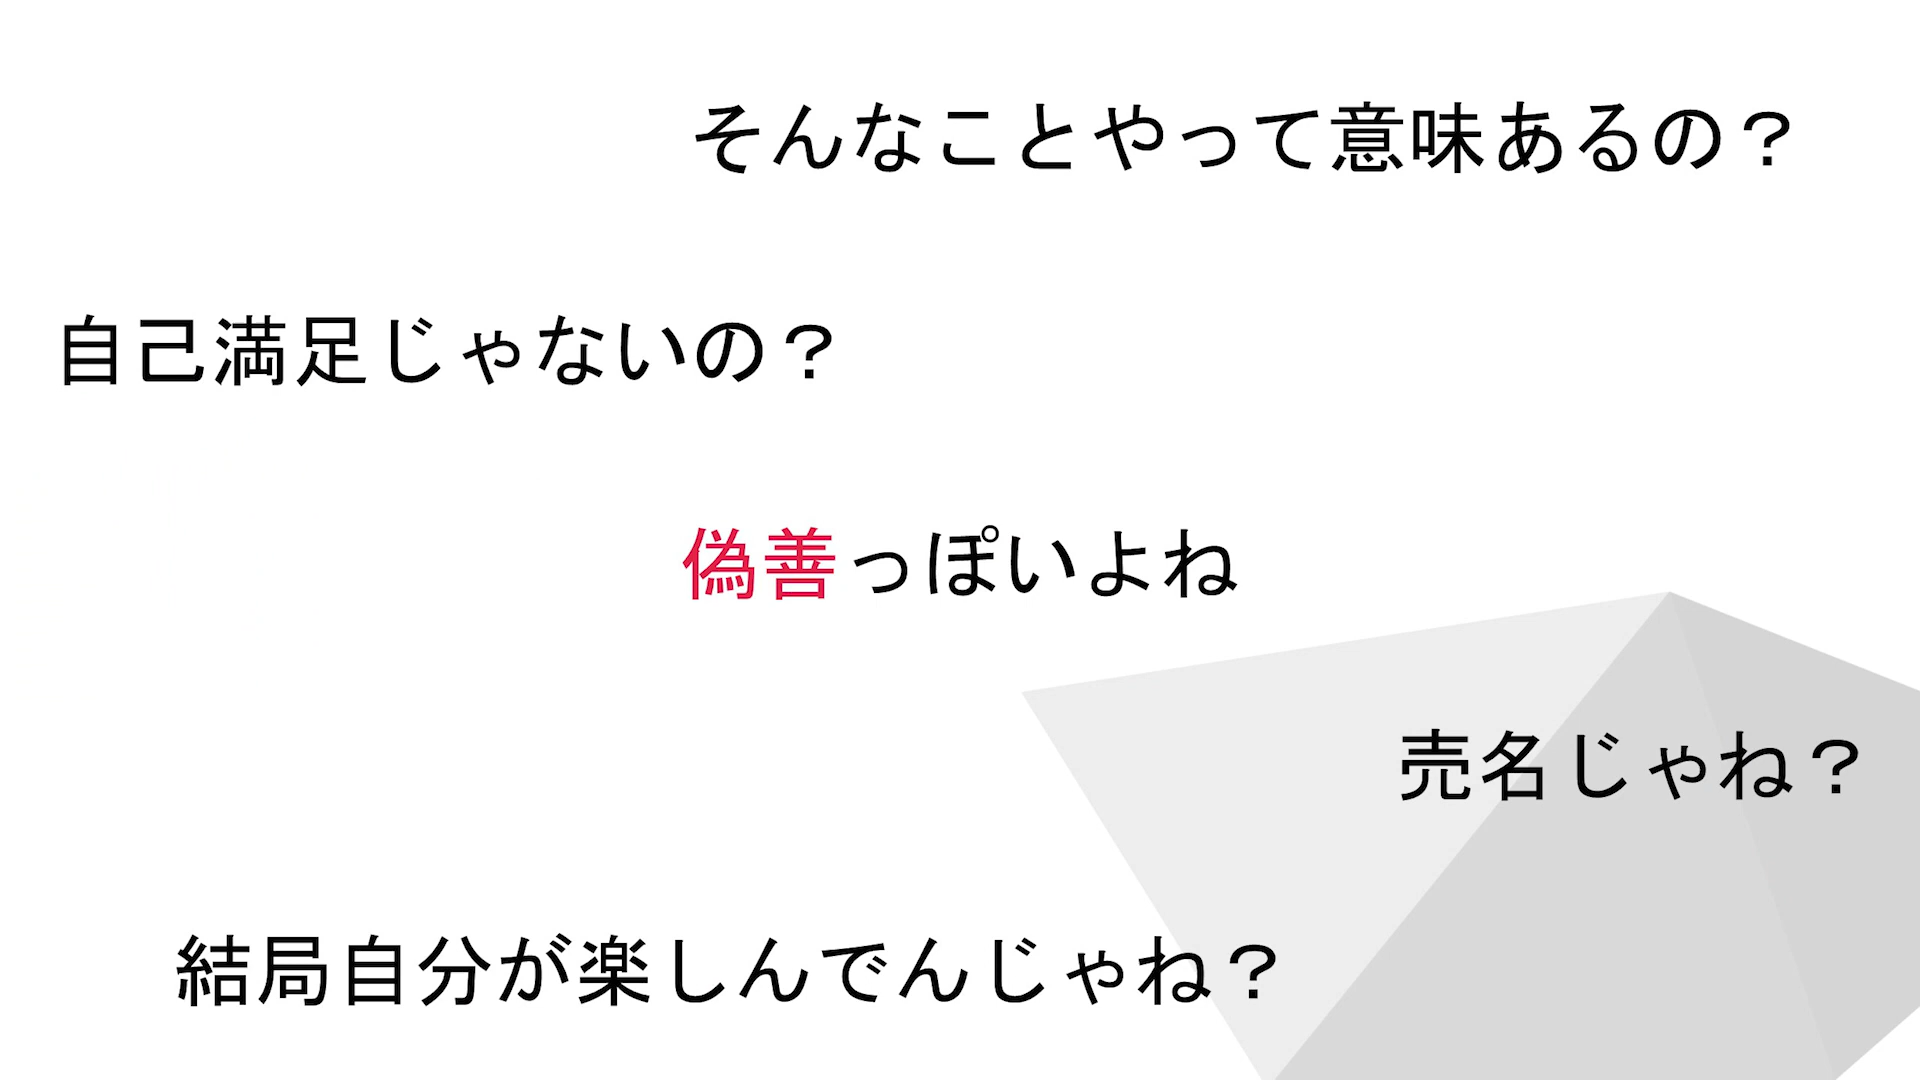 そんなことやって意味あるの？
自己満足じゃないの？
偽善っぽいよね
売名じゃね？
結局自分が楽しんでんじゃね？